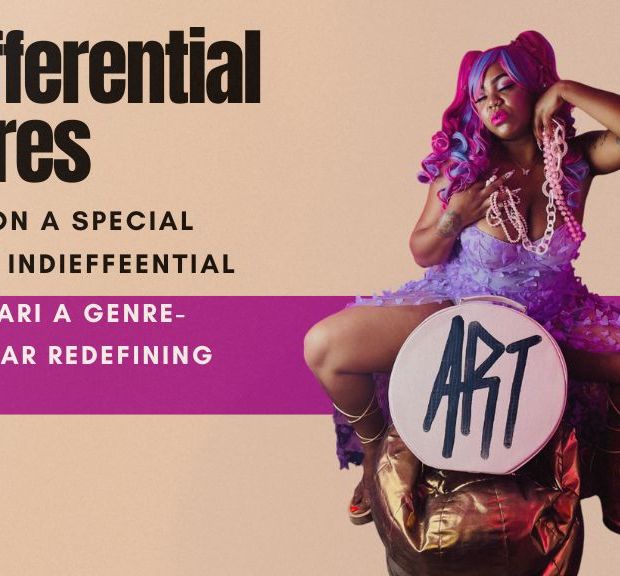 fferential
res
ON A SPECIAL
INDIEFFEENTIAL
ARI A GENRE-
AR REDEFINING
ART